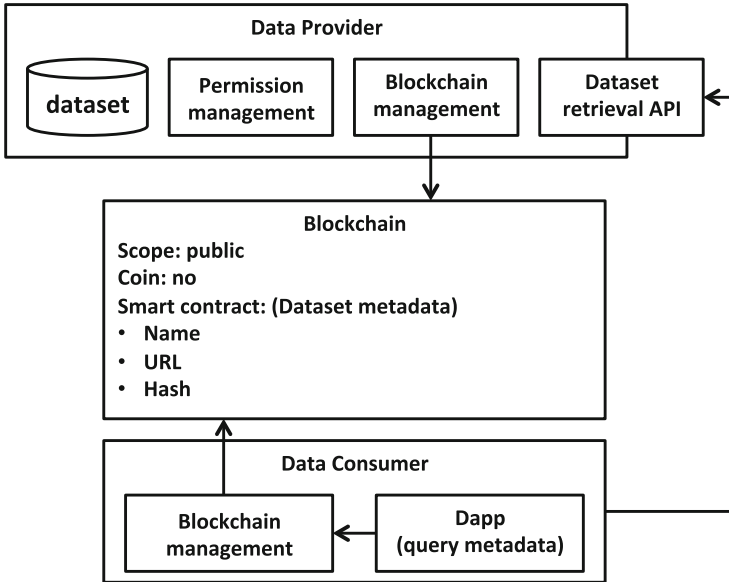 Data Provider
dataset
Permission
management
Blockchain
management
Dataset
retrieval API
Blockchain
Scope: public
Coin: no
Smart contract: (Dataset metadata)
• Name
• URL
• Hash
Data Consumer
Blockchain
management
Dapp
(query metadata)